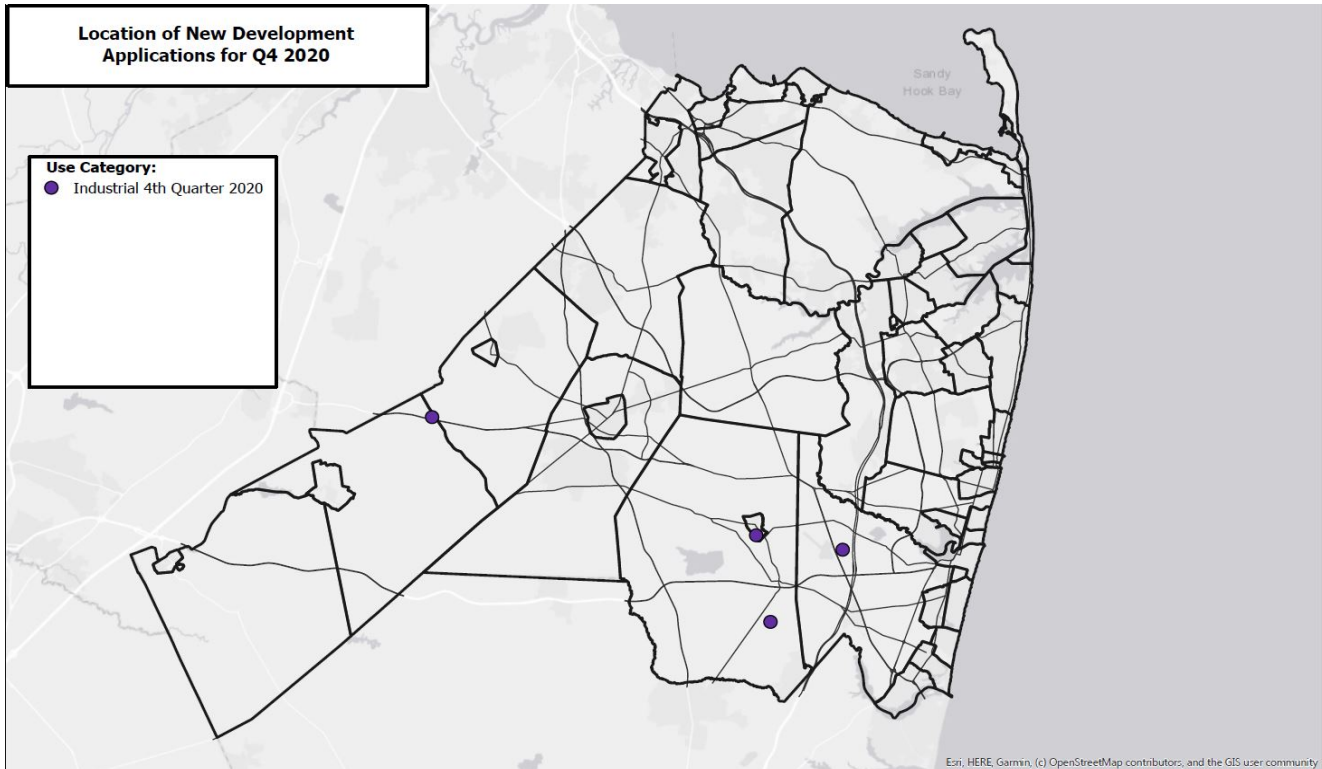 Location of New Development
Applications for Q4 2020
Sandy
Hook Bay
Use Category:
Industrial 4th Quarter 2020
Esri, HERE, Garmin, (c) OpenStreetMap contributors, and the GIS user community